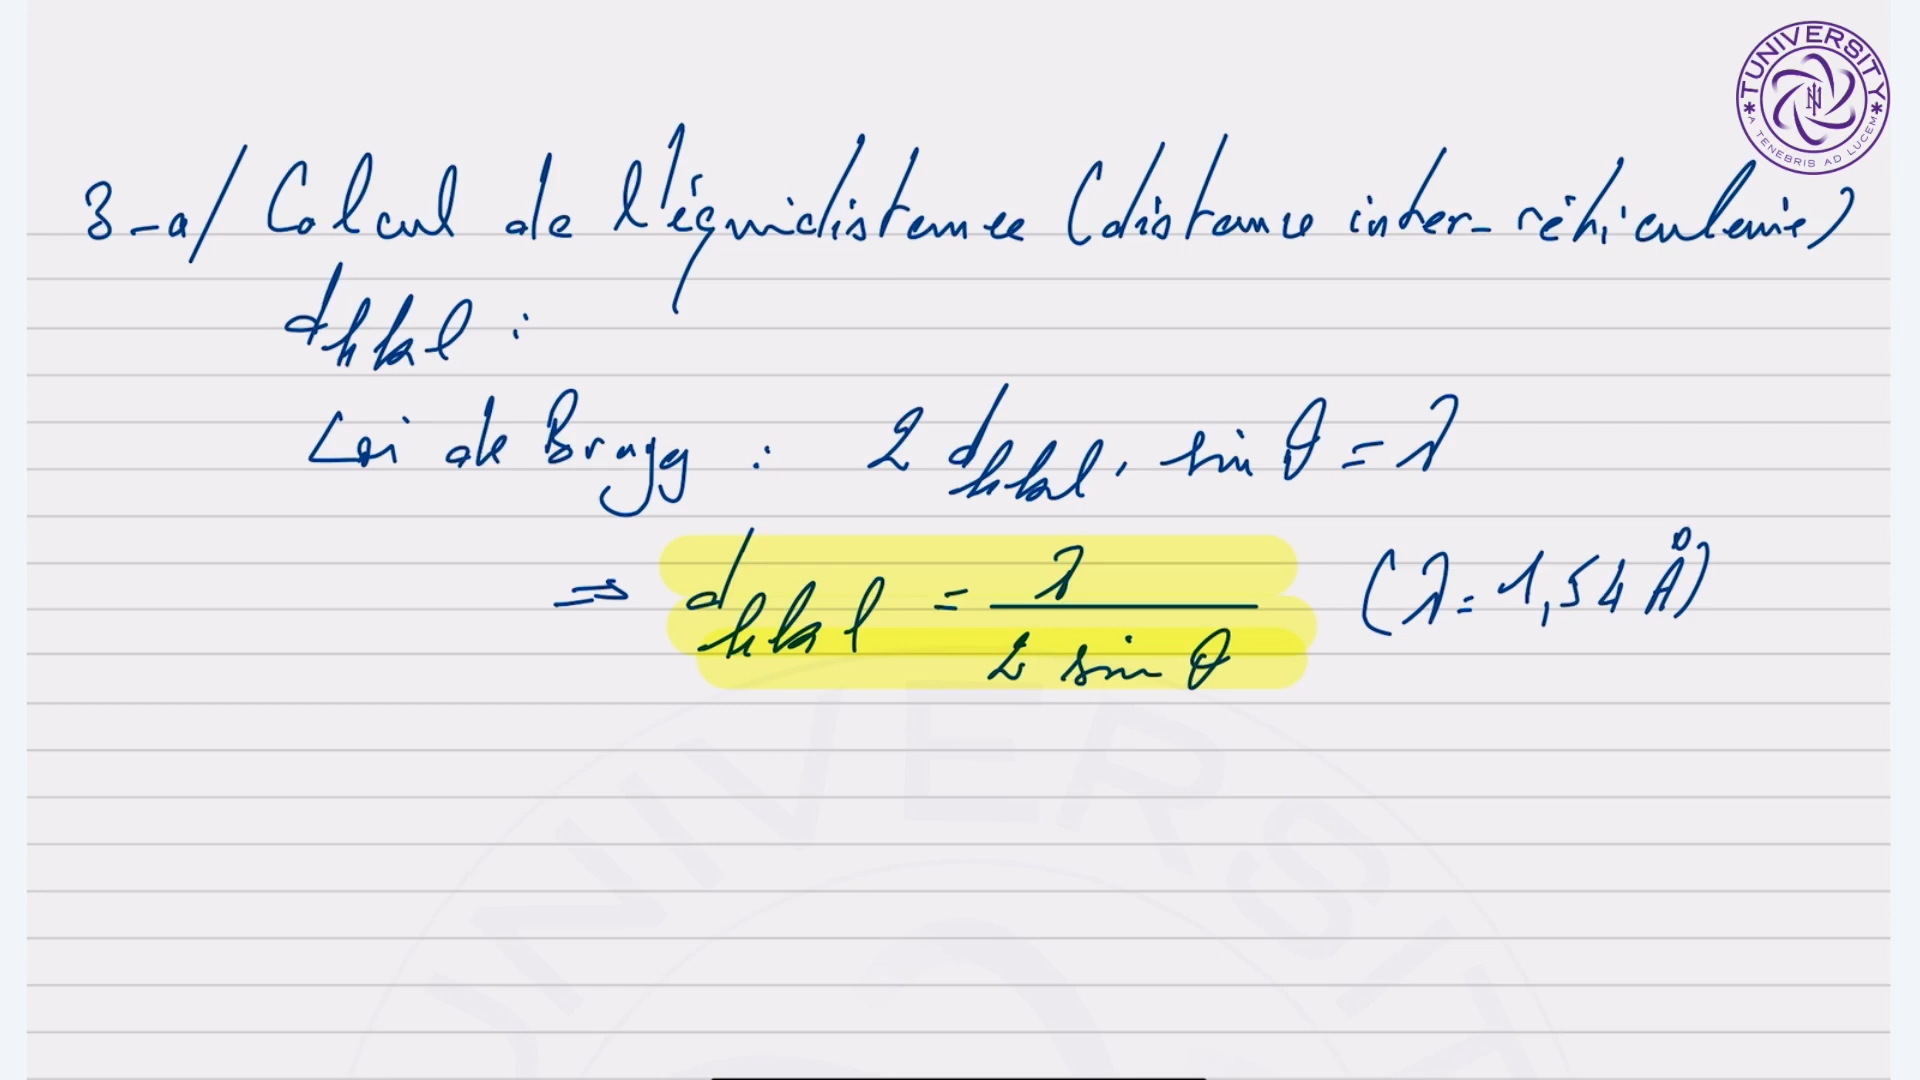 TUNIVERSITY
A TENEBRIS AD LUCEM
3-a/ Calcul de l'équidistance (distance inter-réticulaire)
dhkl :
Loi de Bragg : 2 dhkl . sin θ = λ
⇒ dhkl = λ / 2 sin θ (λ = 1,54 Å)
UNIVERSIT